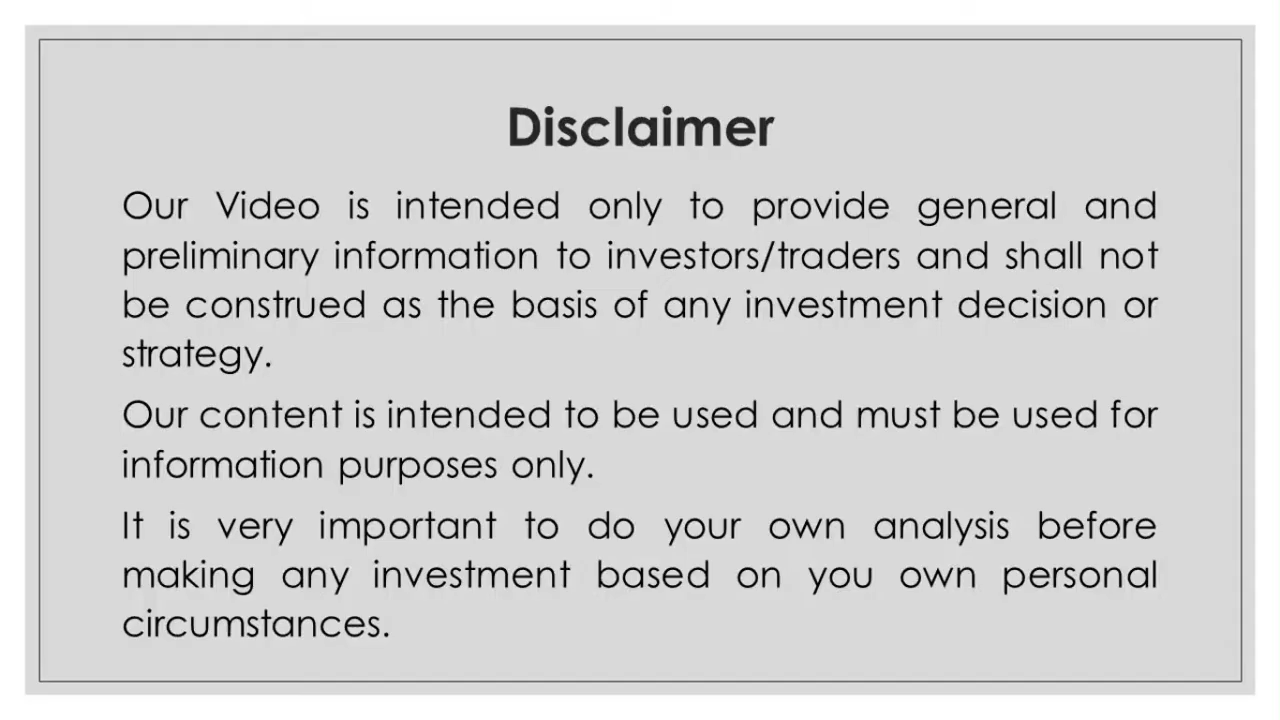 Disclaimer
Our Video is intended only to provide general and
preliminary information to investors/traders and shall not
be construed as the basis of any investment decision or
strategy.
Our content is intended to be used and must be used for
information purposes only.
It is very important to do your own analysis before
making any investment based on you own personal
circumstances.